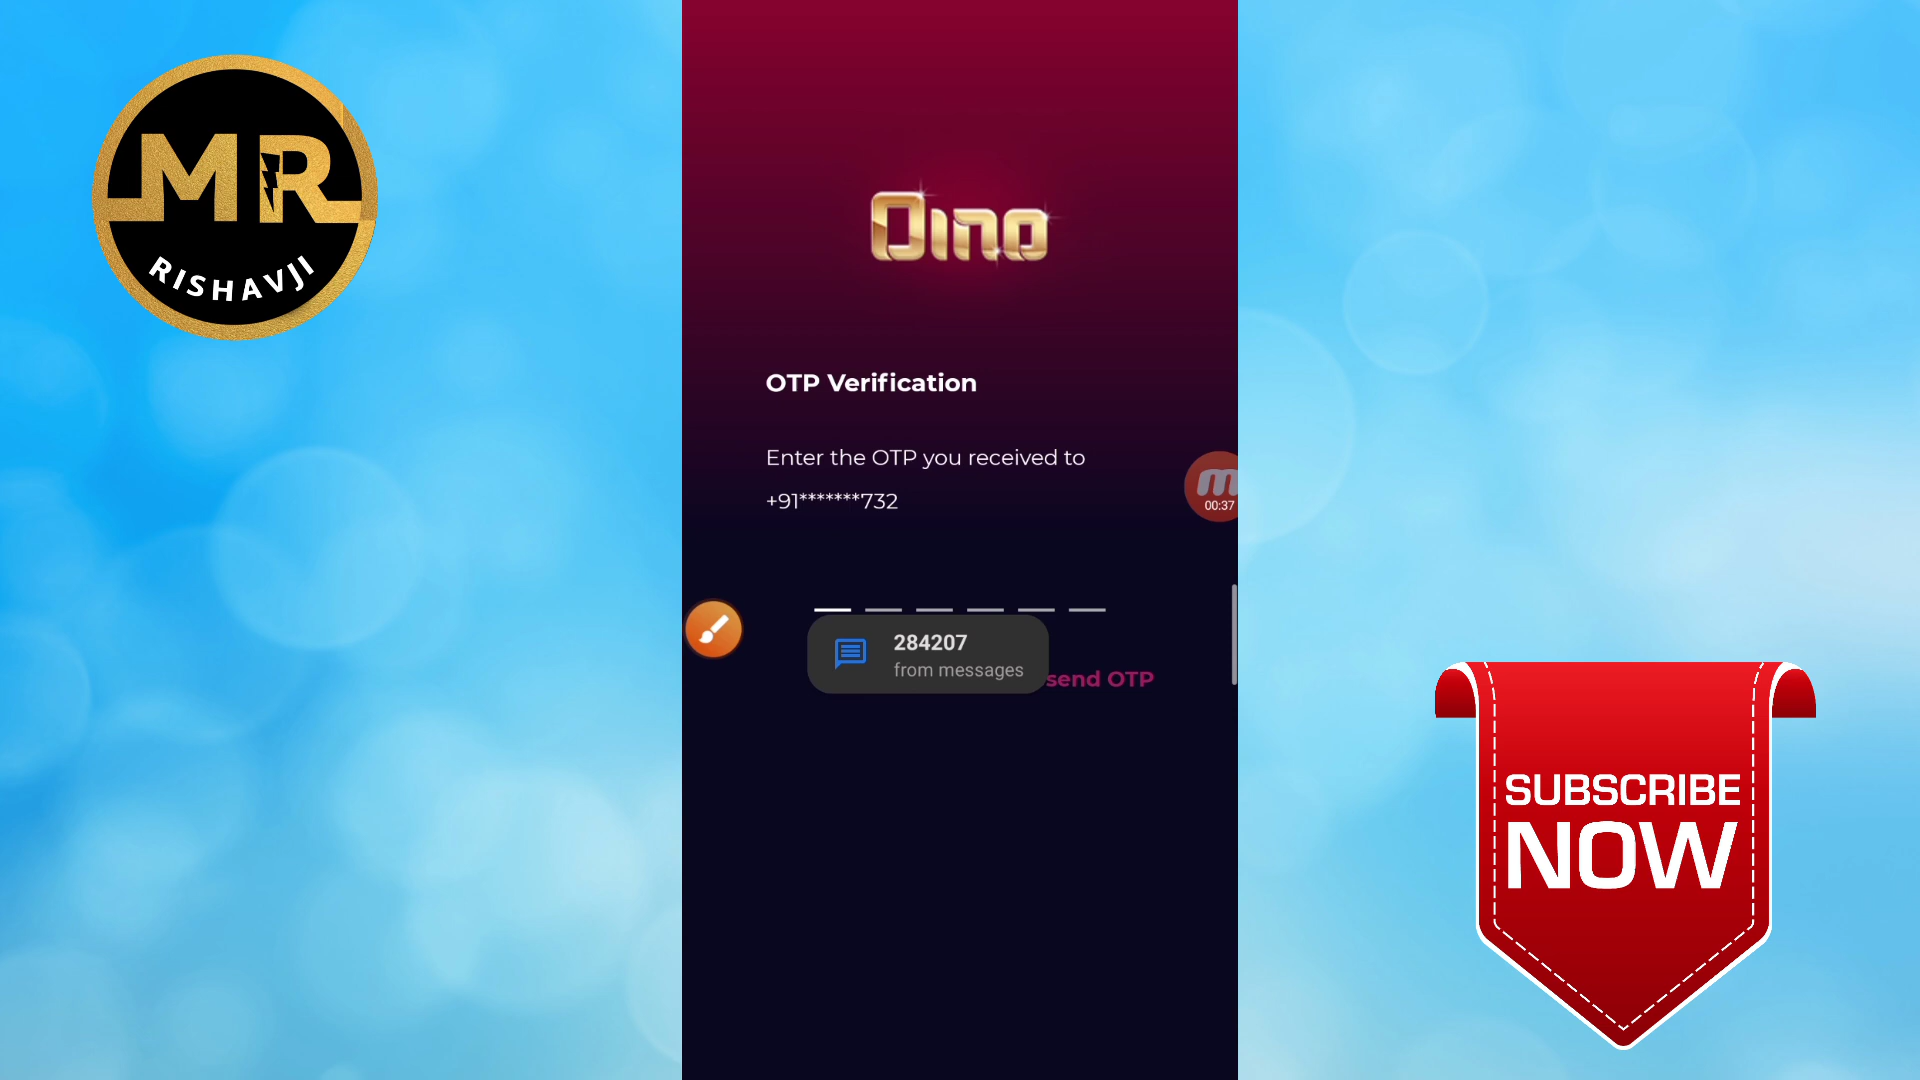 MR
RISHAVJI
Dino
OTP Verification
Enter the OTP you received to
+91*******732
m
00:37
284207
from messages
send OTP
SUBSCRIBE
NOW